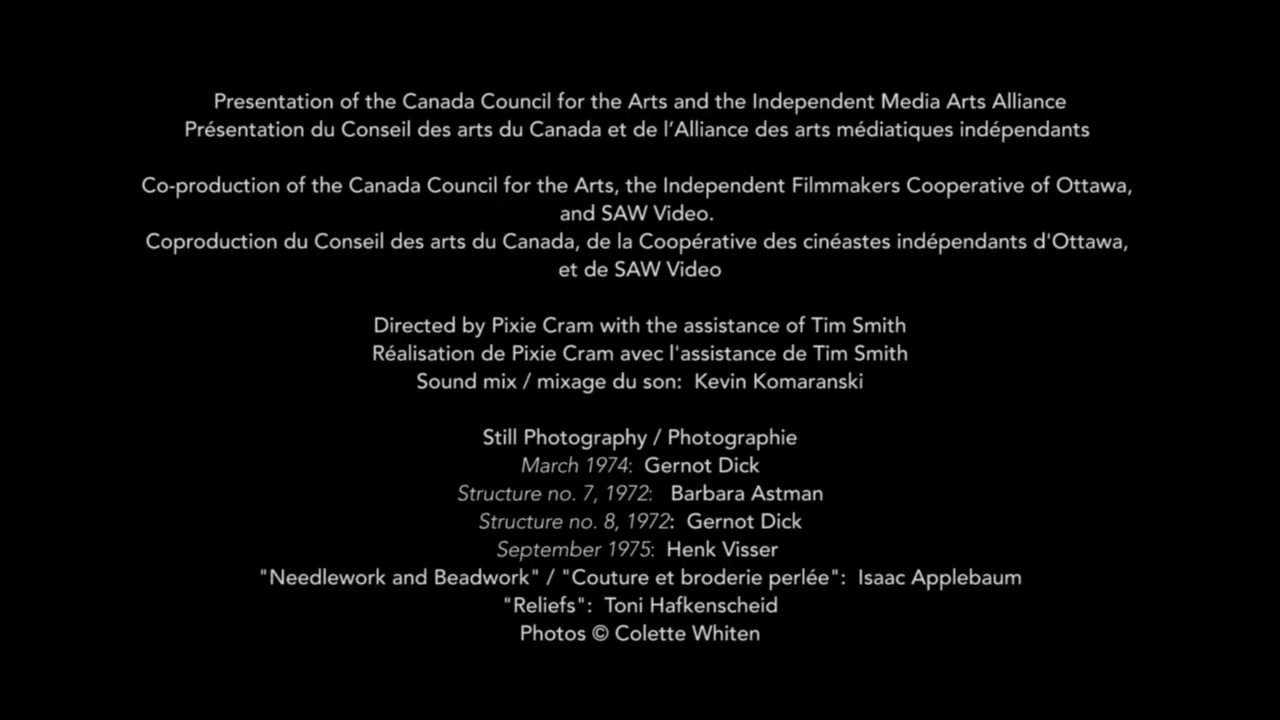 Presentation of the Canada Council for the Arts and the Independent Media Arts Alliance
Présentation du Conseil des arts du Canada et de l’Alliance des arts médiatiques indépendants
Co-production of the Canada Council for the Arts, the Independent Filmmakers Cooperative of Ottawa,
and SAW Video.
Coproduction du Conseil des arts du Canada, de la Coopérative des cinéastes indépendants d'Ottawa,
et de SAW Video
Directed by Pixie Cram with the assistance of Tim Smith
Réalisation de Pixie Cram avec l'assistance de Tim Smith
Sound mix / mixage du son: Kevin Komaranski
Still Photography / Photographie
March 1974: Gernot Dick
Structure no. 7, 1972: Barbara Astman
Structure no. 8, 1972: Gernot Dick
September 1975: Henk Visser
"Needlework and Beadwork" / "Couture et broderie perlée": Isaac Applebaum
"Reliefs": Toni Hafkenscheid
Photos © Colette Whiten